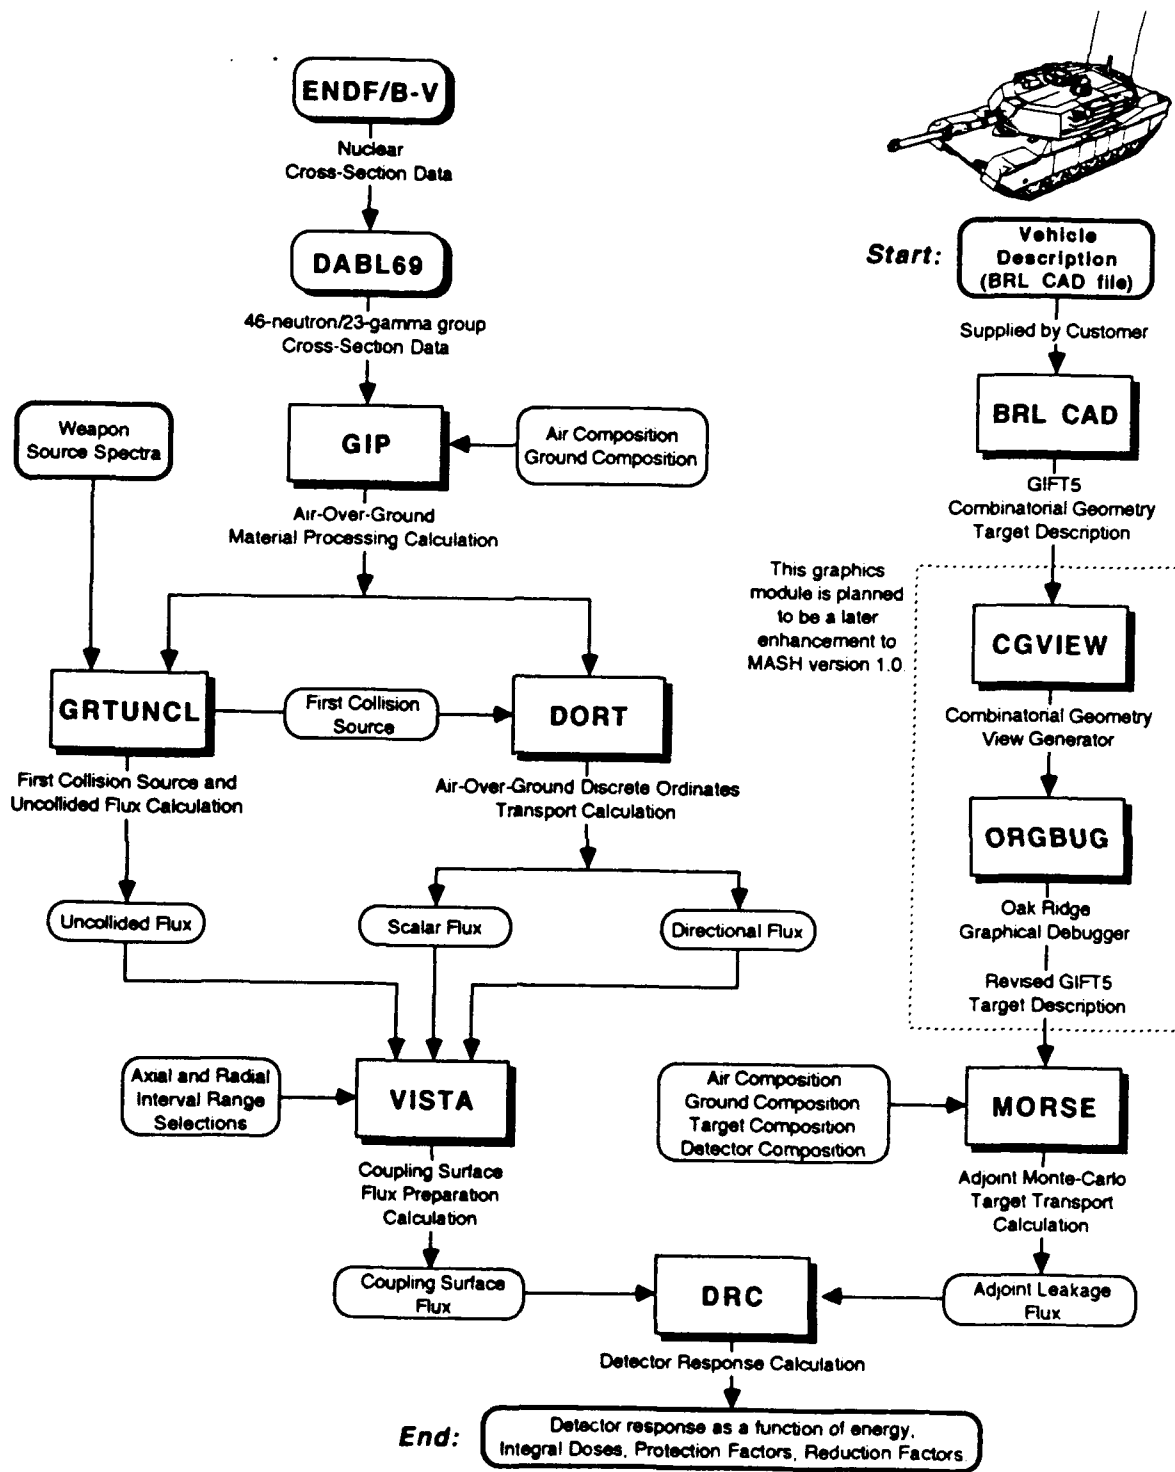 ENDF/B-V
Nuclear
Cross-Section Data
DABL69
46-neutron/23-gamma group
Cross-Section Data
Weapon
Source Spectra
GIP
Air Composition
Ground Composition
Air-Over-Ground
Material Processing Calculation
GRTUNCL
First Collision
Source
DORT
First Collision Source and
Uncollided Flux Calculation
Air-Over-Ground Discrete Ordinates
Transport Calculation
Uncollided Flux
Scalar Flux
Directional Flux
Axial and Radial
Interval Range
Selections
VISTA
Coupling Surface
Flux Preparation
Calculation
Coupling Surface
Flux
Start:
Vehicle
Description
(BRL CAD file)
Supplied by Customer
BRL CAD
GIFT5
Combinatorial Geometry
Target Description
This graphics
module is planned
to be a later
enhancement to
MASH version 1.0.
CGVIEW
Combinatorial Geometry
View Generator
ORGBUG
Oak Ridge
Graphical Debugger
Revised GIFT5
Target Description
Air Composition
Ground Composition
Target Composition
Detector Composition
MORSE
Adjoint Monte-Carlo
Target Transport
Calculation
Adjoint Leakage
Flux
DRC
Detector Response Calculation
End:
Detector response as a function of energy,
Integral Doses, Protection Factors, Reduction Factors.